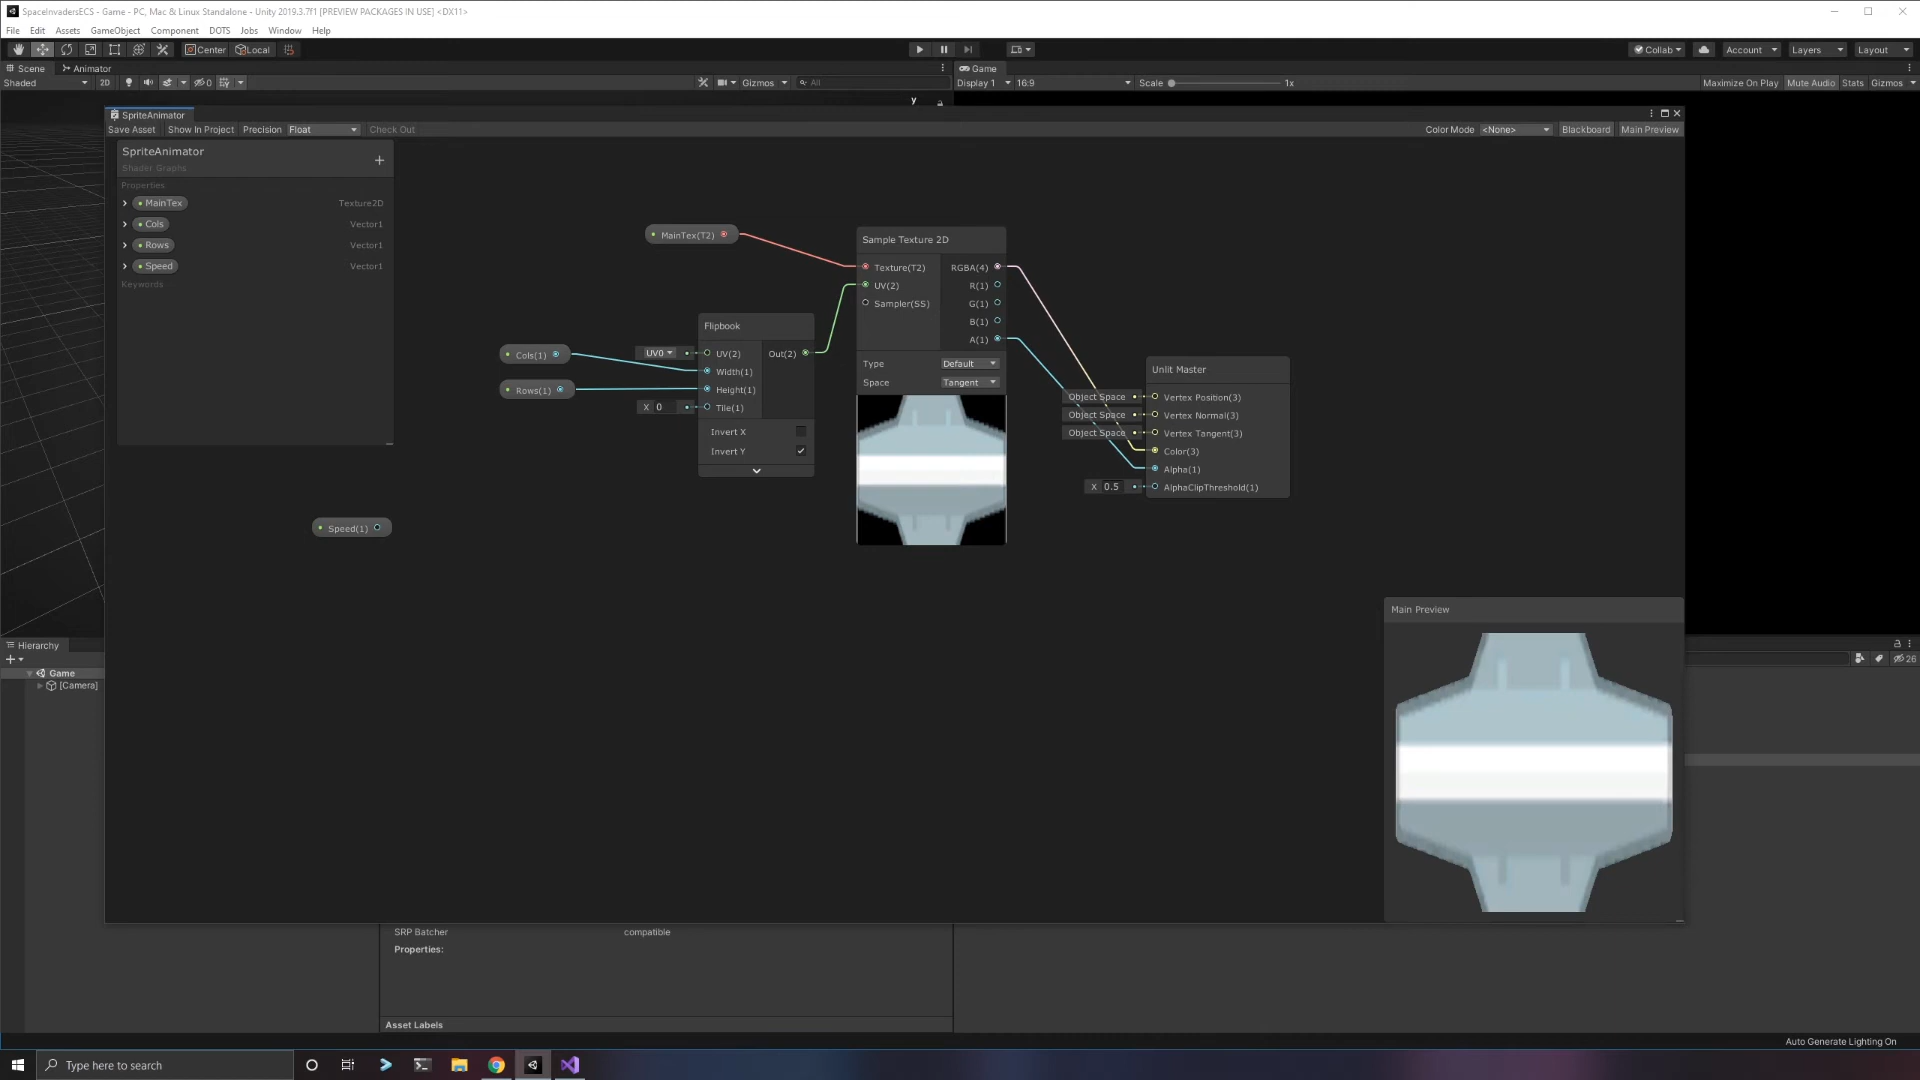 SpaceInvadersECS - Game - PC, Mac & Linux Standalone - Unity 2019.3.7f1 [PREVIEW PACKAGES IN USE] <DX11>
File Edit Assets GameObject Component DOTS Jobs Window Help
Center Local Collab Account Layers Layout
Scene Animator Game
Shaded 2D 0 Gizmos All Display 1 16:9 Scale 1x Maximize On Play Mute Audio Stats Gizmos
y
SpriteAnimator
Save Asset Show In Project Precision Float Check Out Color Mode <None> Blackboard Main Preview
SpriteAnimator
Shader Graphs
Properties
MainTex Texture2D
Cols Vector1
Rows Vector1
Speed Vector1
Keywords
MainTex(T2)
Cols(1)
Rows(1)
Speed(1)
Flipbook
UV0 UV(2) Out(2)
Width(1)
Height(1)
X 0 Tile(1)
Invert X
Invert Y
Sample Texture 2D
Texture(T2) RGBA(4)
UV(2) R(1)
Sampler(SS) G(1)
B(1)
A(1)
Type Default
Space Tangent
Unlit Master
Object Space Vertex Position(3)
Object Space Vertex Normal(3)
Object Space Vertex Tangent(3)
Color(3)
Alpha(1)
X 0.5 AlphaClipThreshold(1)
Main Preview
Hierarchy
26
Game
[Camera]
SRP Batcher compatible
Properties:
Asset Labels
Auto Generate Lighting On
Type here to search